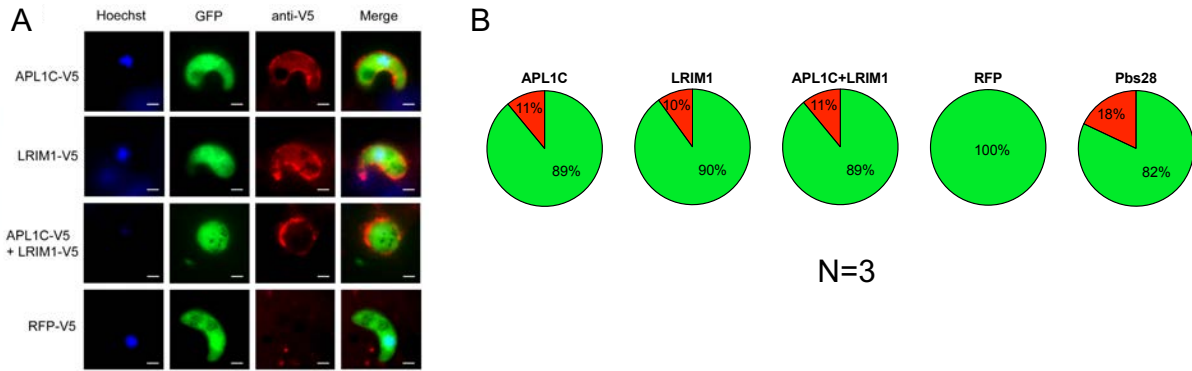 A
Hoechst GFP anti-V5 Merge
APL1C-V5
LRIM1-V5
APL1C-V5
+ LRIM1-V5
RFP-V5
B
APL1C LRIM1 APL1C+LRIM1 RFP Pbs28
11% 10% 11% 18%
100%
89% 90% 89% 82%
N=3